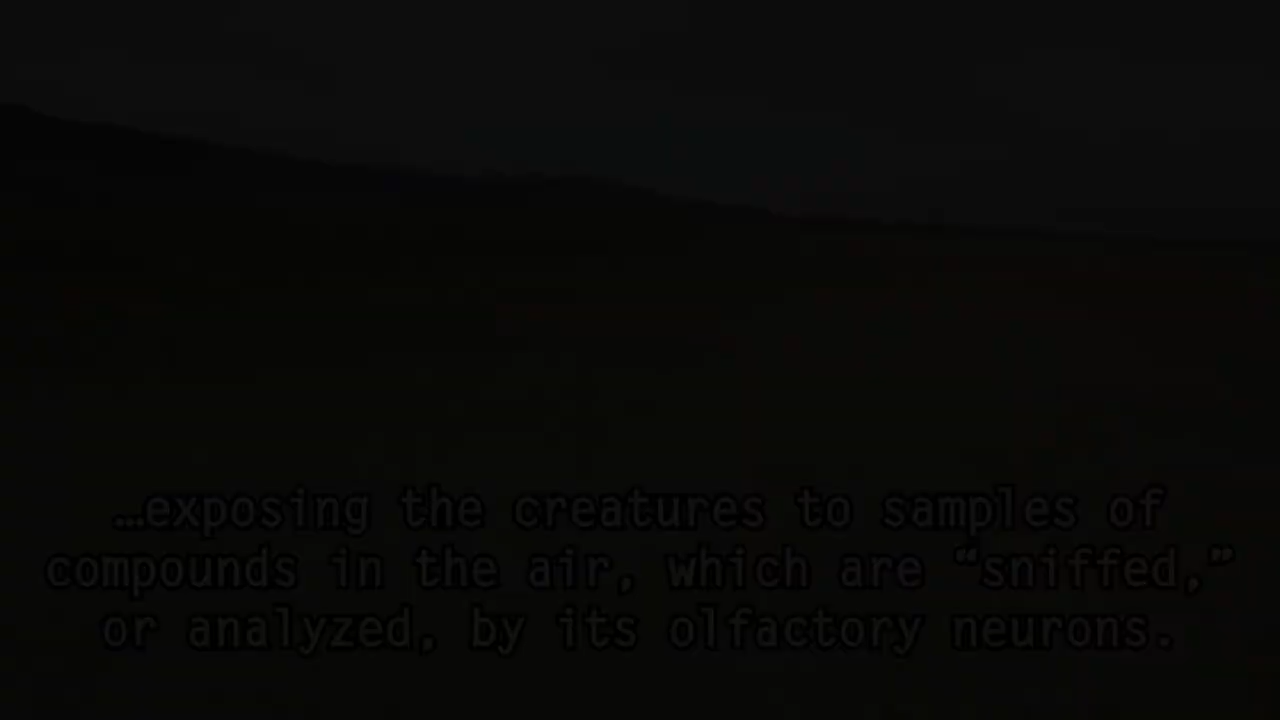 …exposing the creatures to samples of
compounds in the air, which are “sniffed,”
or analyzed, by its olfactory neurons.